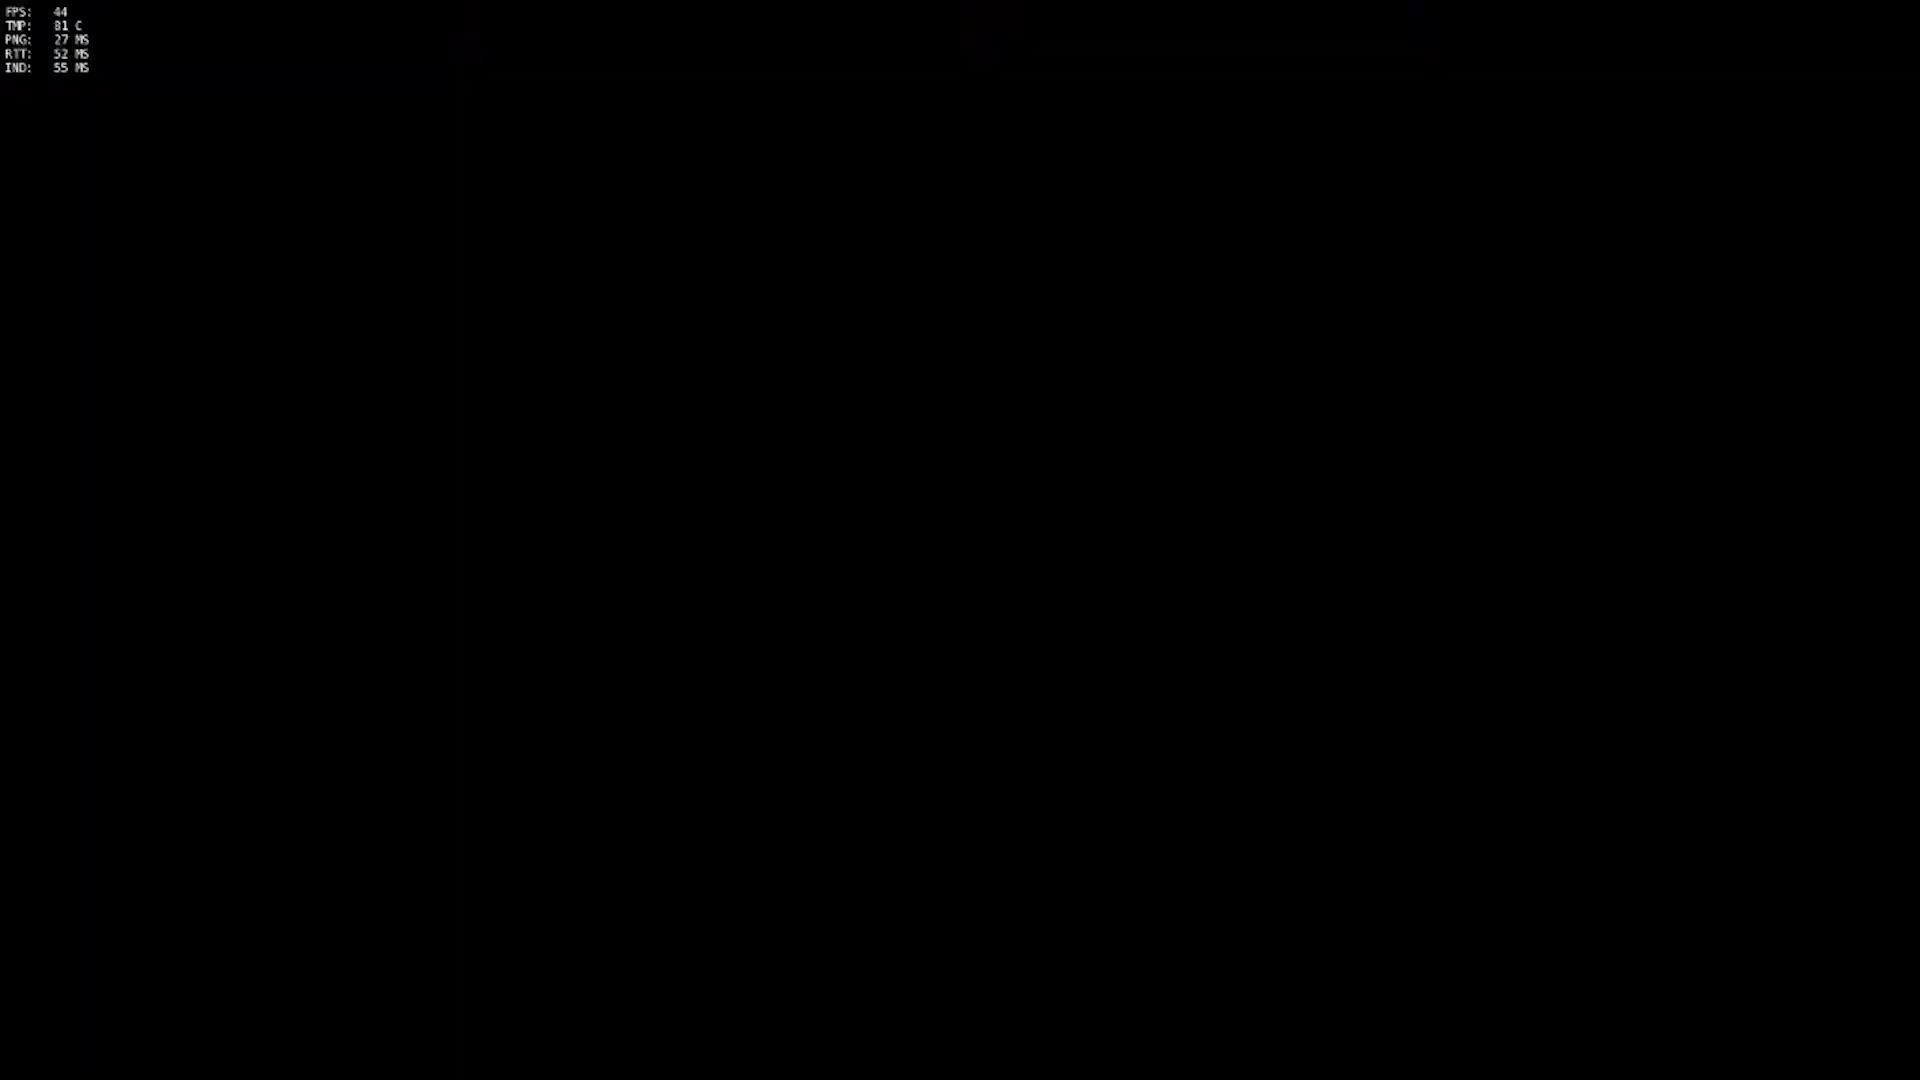 FPS: 44
TMP: 81 C
PNG: 27 MS
RTT: 52 MS
IND: 55 MS